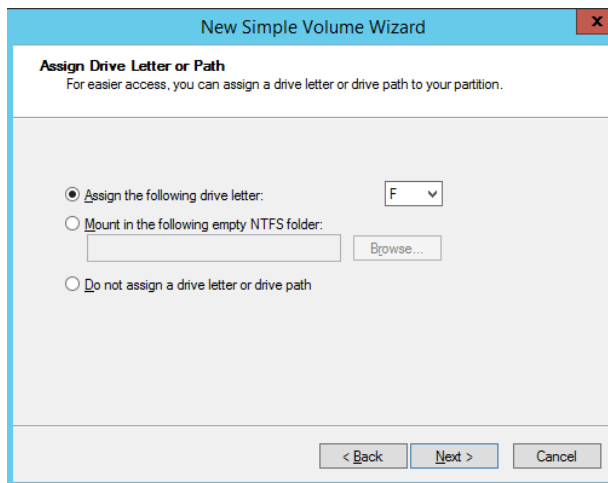 New Simple Volume Wizard
x
Assign Drive Letter or Path
For easier access, you can assign a drive letter or drive path to your partition.
Assign the following drive letter: F
Mount in the following empty NTFS folder:
Browse...
Do not assign a drive letter or drive path
< Back Next > Cancel